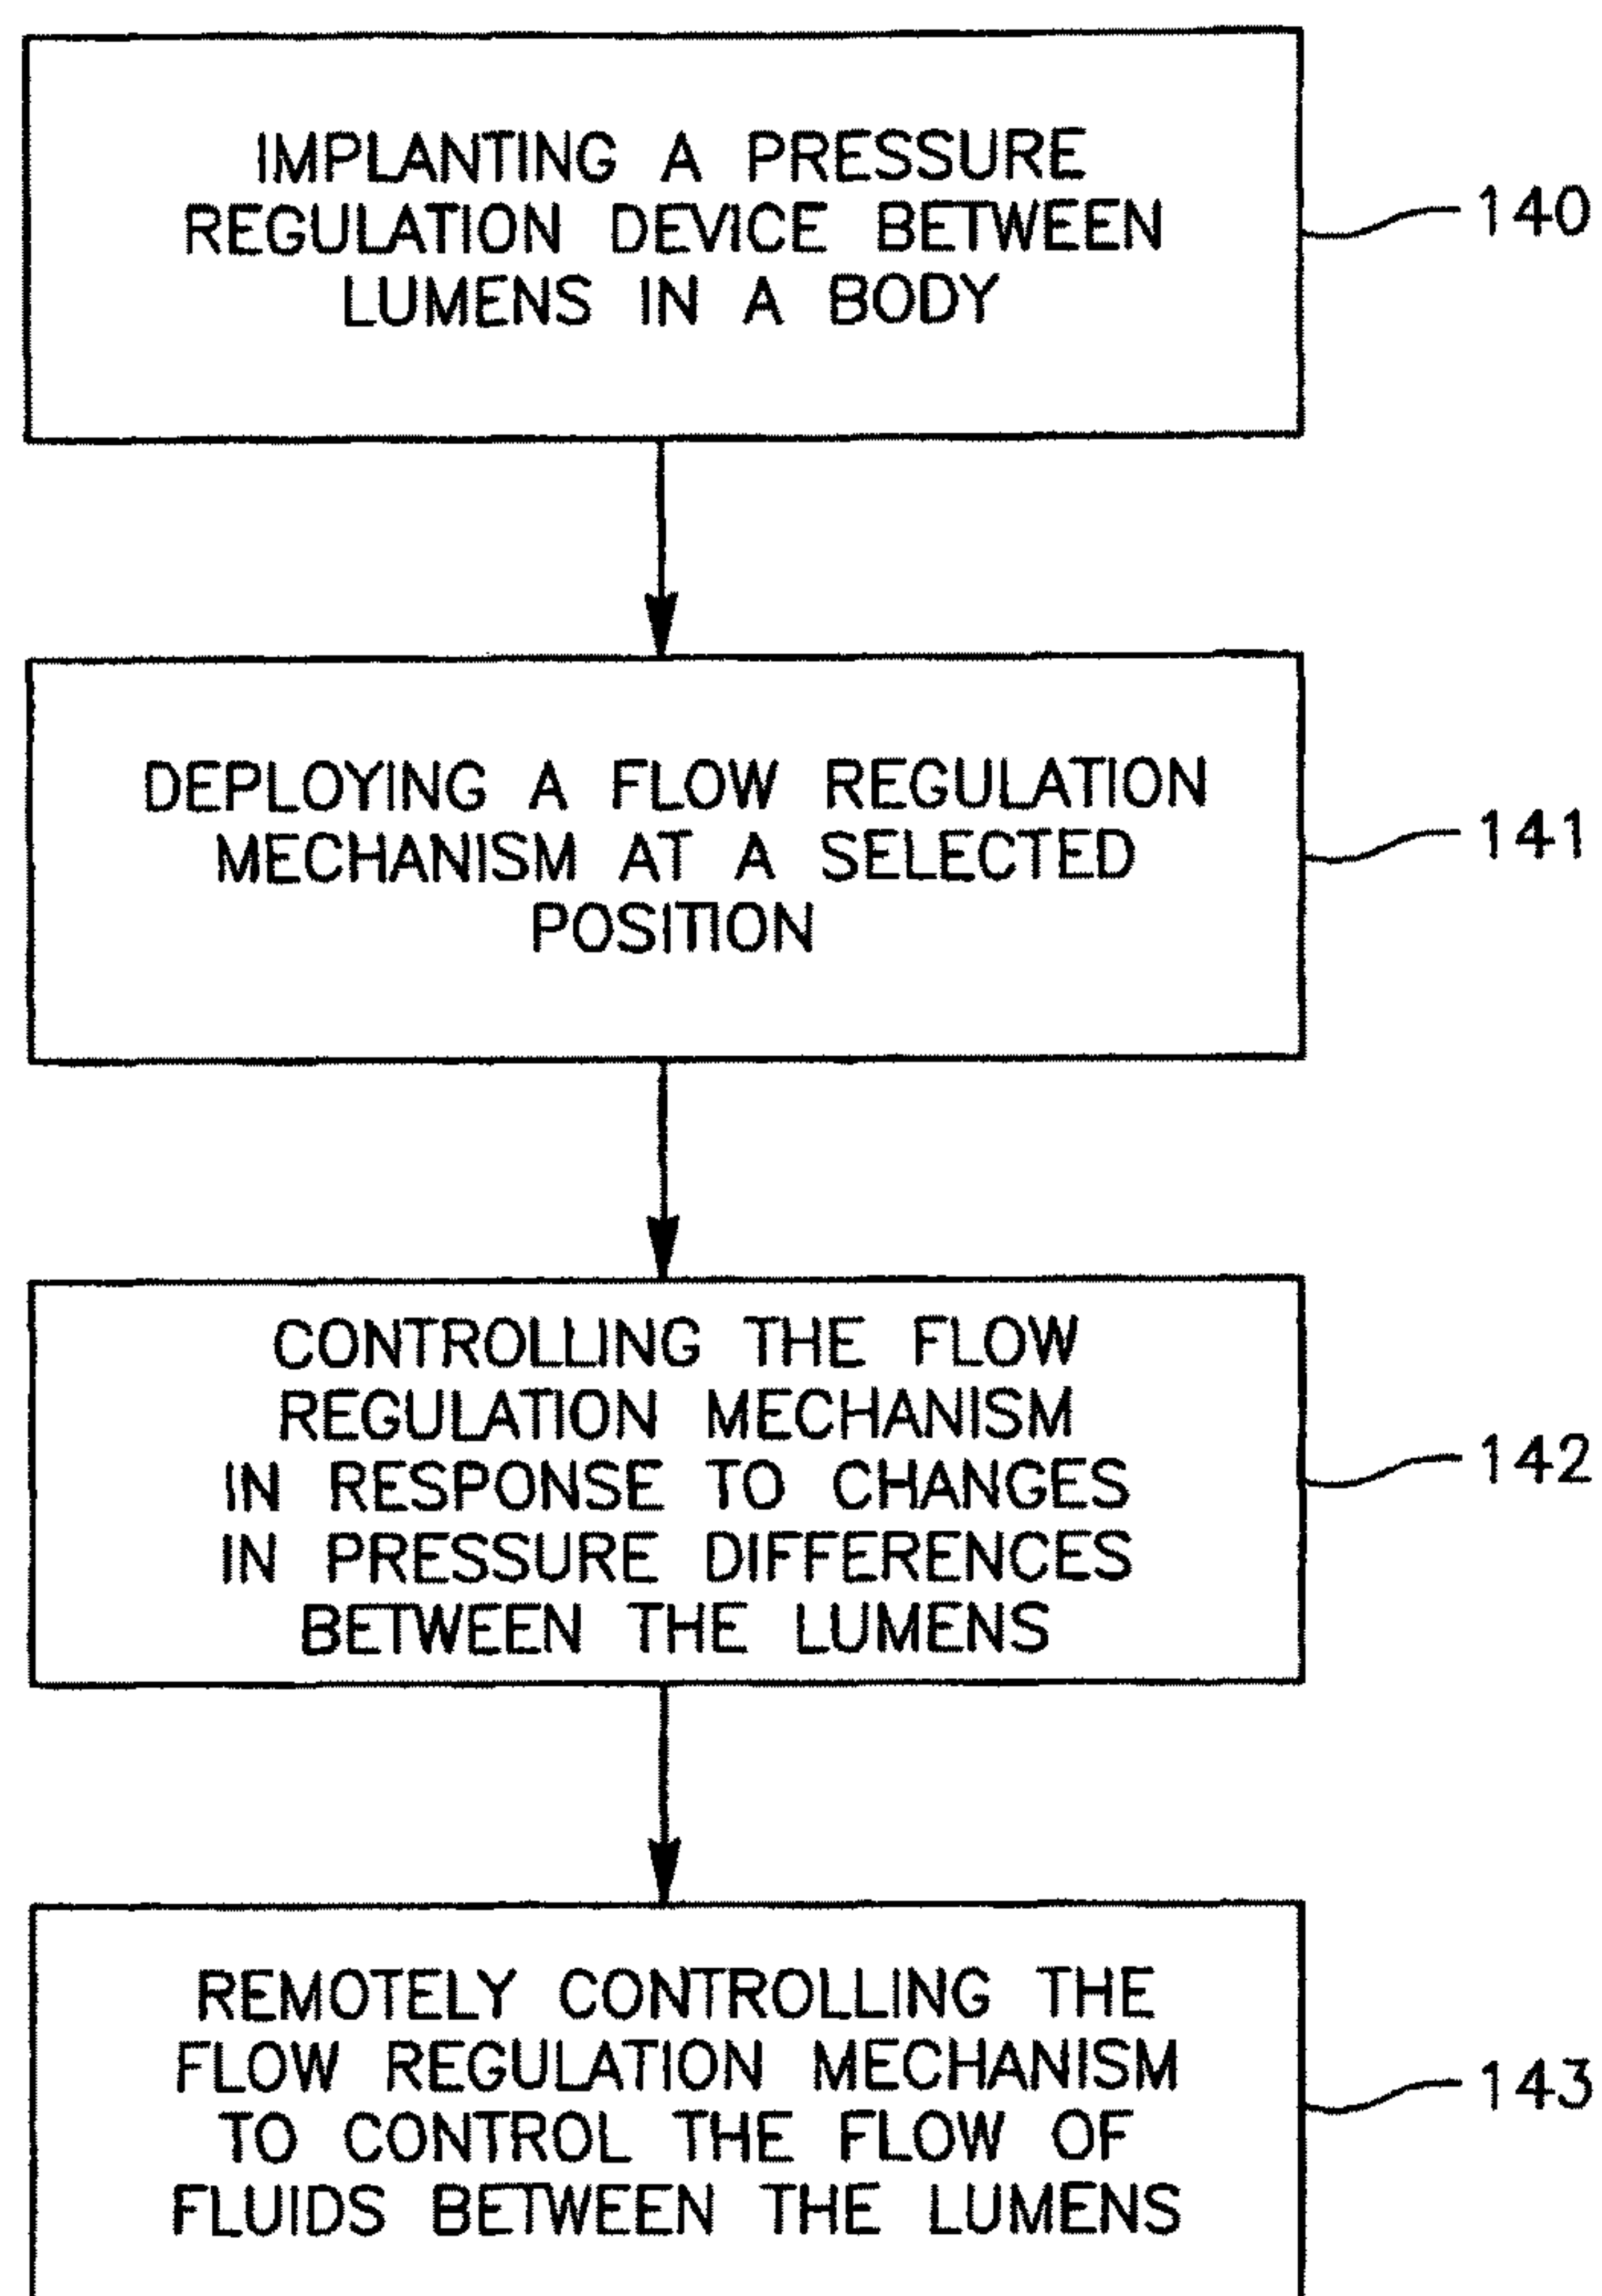 IMPLANTING A PRESSURE
REGULATION DEVICE BETWEEN
LUMENS IN A BODY
140
DEPLOYING A FLOW REGULATION
MECHANISM AT A SELECTED
POSITION
141
CONTROLLING THE FLOW
REGULATION MECHANISM
IN RESPONSE TO CHANGES
IN PRESSURE DIFFERENCES
BETWEEN THE LUMENS
142
REMOTELY CONTROLLING THE
FLOW REGULATION MECHANISM
TO CONTROL THE FLOW OF
FLUIDS BETWEEN THE LUMENS
143